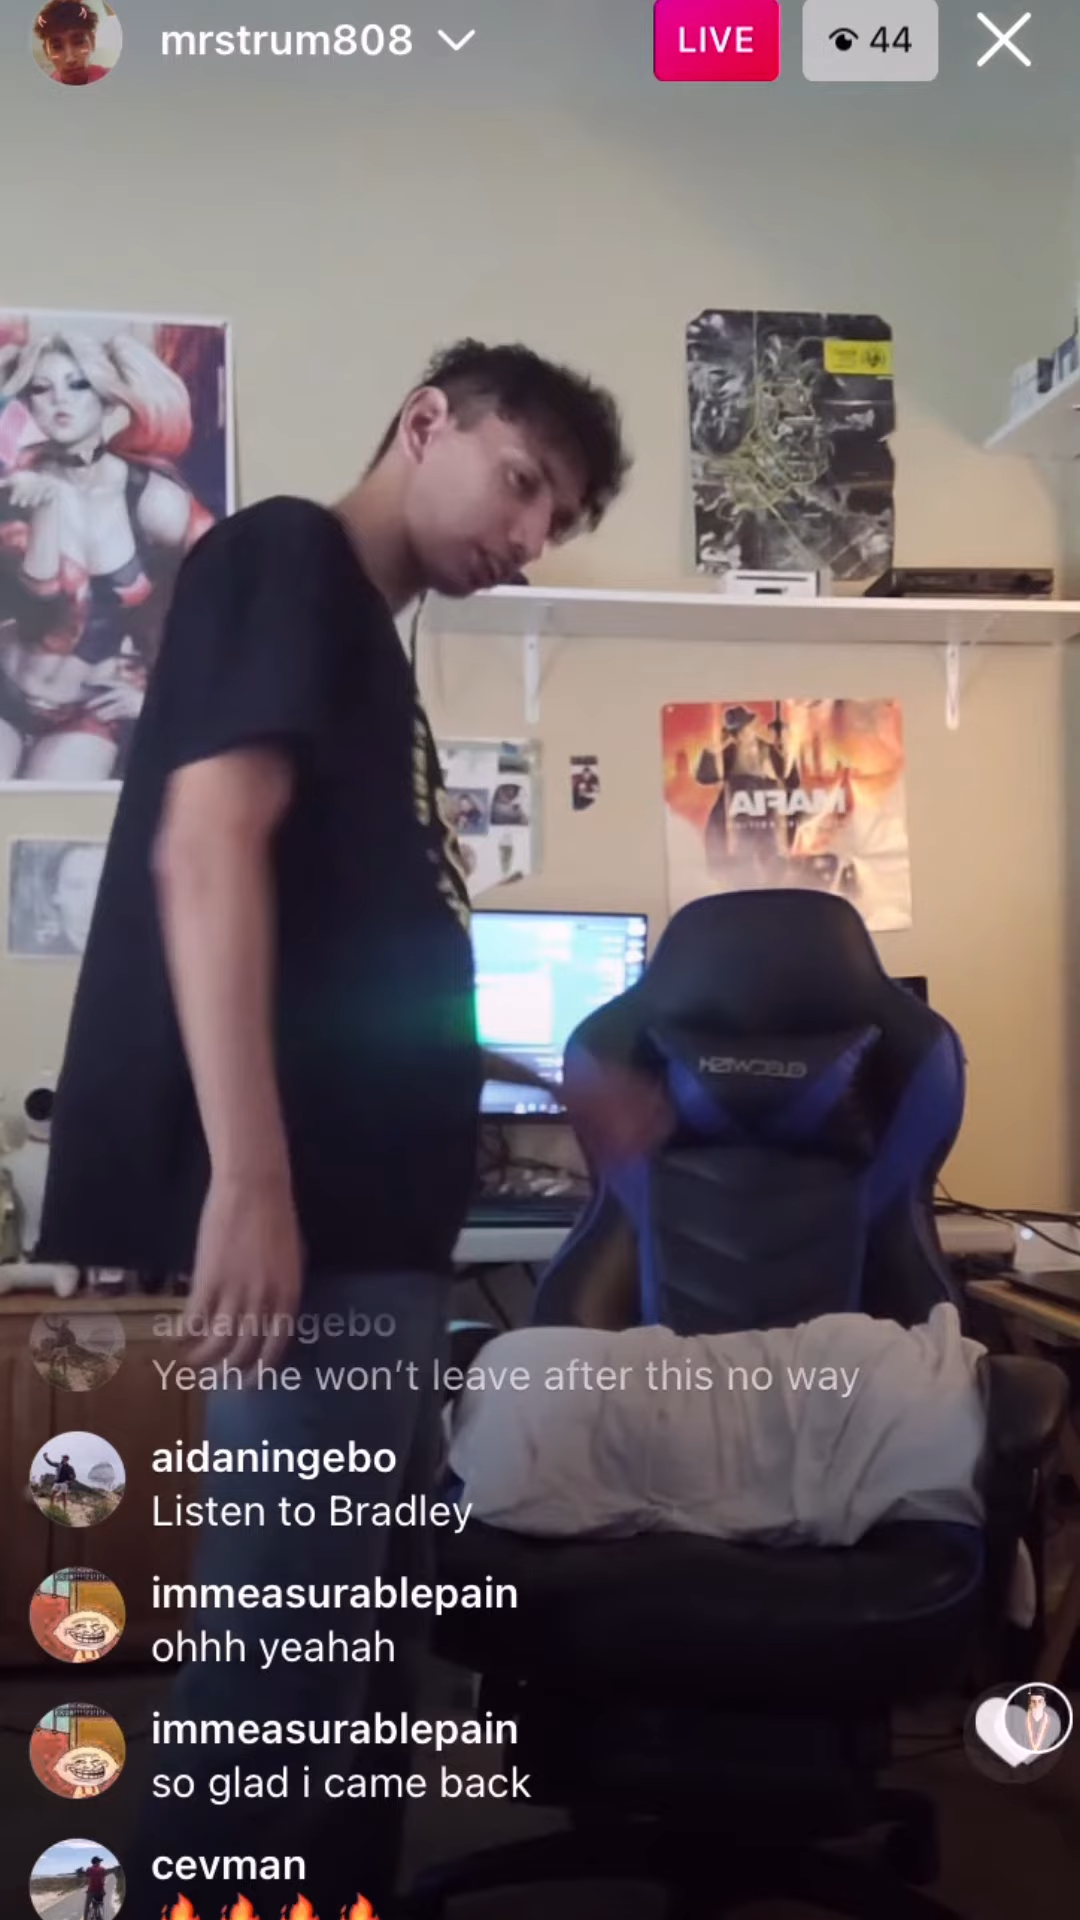 mrstrum808
LIVE
44
MAFIA
aidaningebo
Yeah he won’t leave after this no way
aidaningebo
Listen to Bradley
immeasurablepain
ohhh yeahah
immeasurablepain
so glad i came back
cevman
🔥🔥🔥🔥